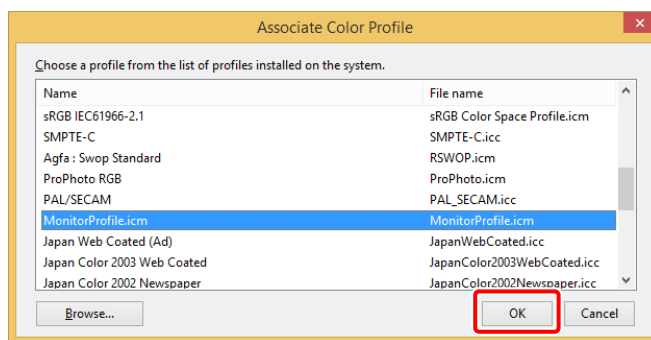 Associate Color Profile
Choose a profile from the list of profiles installed on the system.
Name File name
sRGB IEC61966-2.1 sRGB Color Space Profile.icm
SMPTE-C SMPTE-C.icc
Agfa : Swop Standard RSWOP.icm
ProPhoto RGB ProPhoto.icm
PAL/SECAM PAL_SECAM.icc
MonitorProfile.icm MonitorProfile.icm
Japan Web Coated (Ad) JapanWebCoated.icc
Japan Color 2003 Web Coated JapanColor2003WebCoated.icc
Japan Color 2002 Newspaper JapanColor2002Newspaper.icc
Browse... OK Cancel